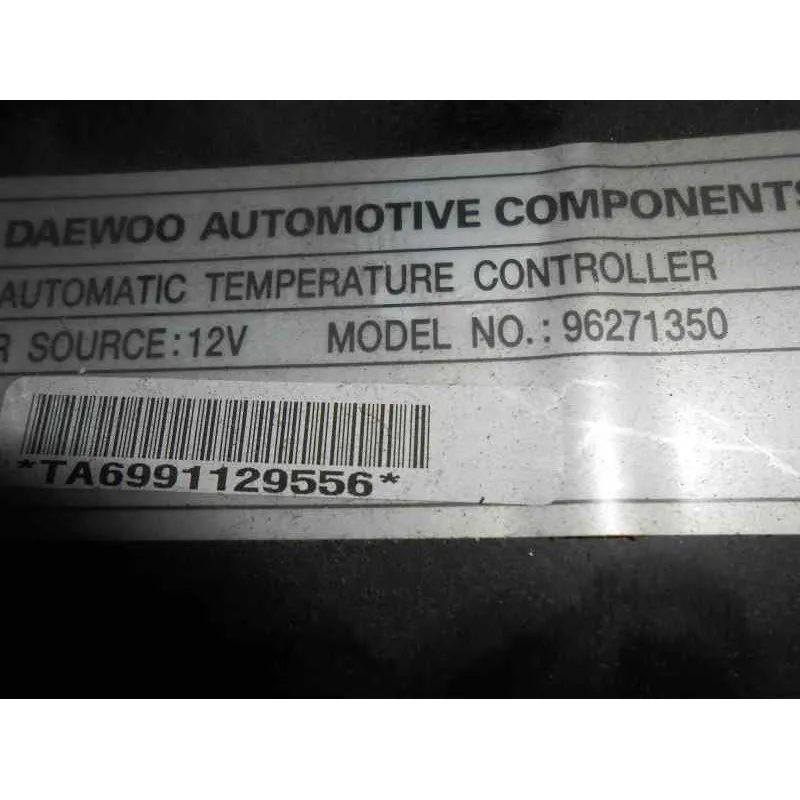 DAEWOO AUTOMOTIVE COMPONENTS
AUTOMATIC TEMPERATURE CONTROLLER
R SOURCE:12V MODEL NO.: 96271350
*TA6991129556*